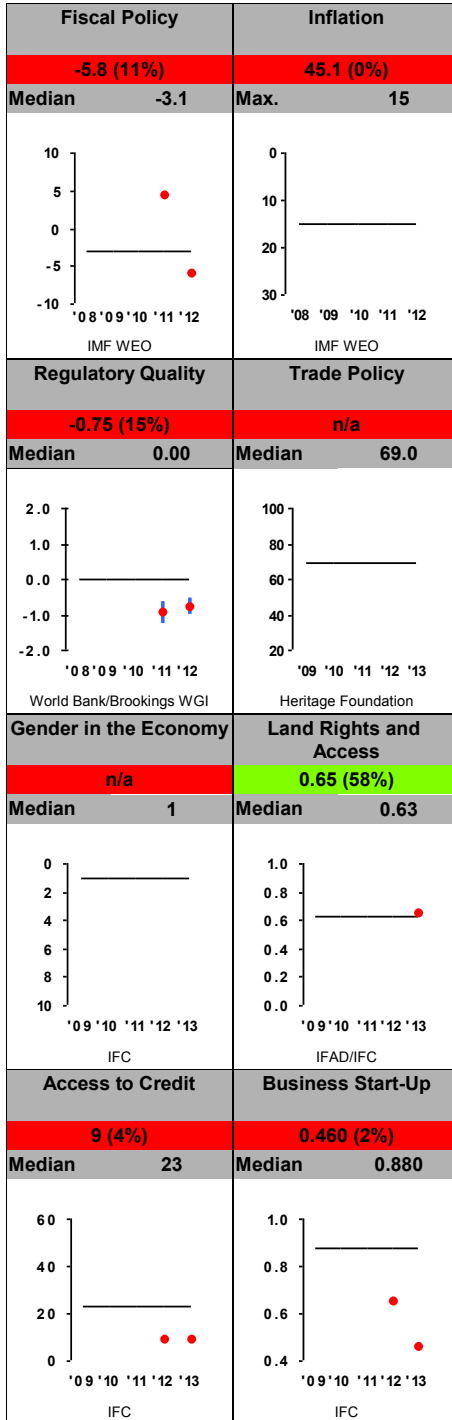 Fiscal Policy
-5.8 (11%)
Median -3.1
10
5
0
-5
-10
'08 '09 '10 '11 '12
IMF WEO
Inflation
45.1 (0%)
Max. 15
0
10
20
30
'08 '09 '10 '11 '12
IMF WEO
Regulatory Quality
-0.75 (15%)
Median 0.00
2.0
1.0
0.0
-1.0
-2.0
'08 '09 '10 '11 '12
World Bank/Brookings WGI
Trade Policy
n/a
Median 69.0
100
80
60
40
20
'09 '10 '11 '12 '13
Heritage Foundation
Gender in the Economy
n/a
Median 1
0
2
4
6
8
10
'09 '10 '11 '12 '13
IFC
Land Rights and
Access
0.65 (58%)
Median 0.63
1.0
0.8
0.6
0.4
0.2
0.0
'09 '10 '11 '12 '13
IFAD/IFC
Access to Credit
9 (4%)
Median 23
60
40
20
0
'09 '10 '11 '12 '13
IFC
Business Start-Up
0.460 (2%)
Median 0.880
1.0
0.8
0.6
0.4
'09 '10 '11 '12 '13
IFC